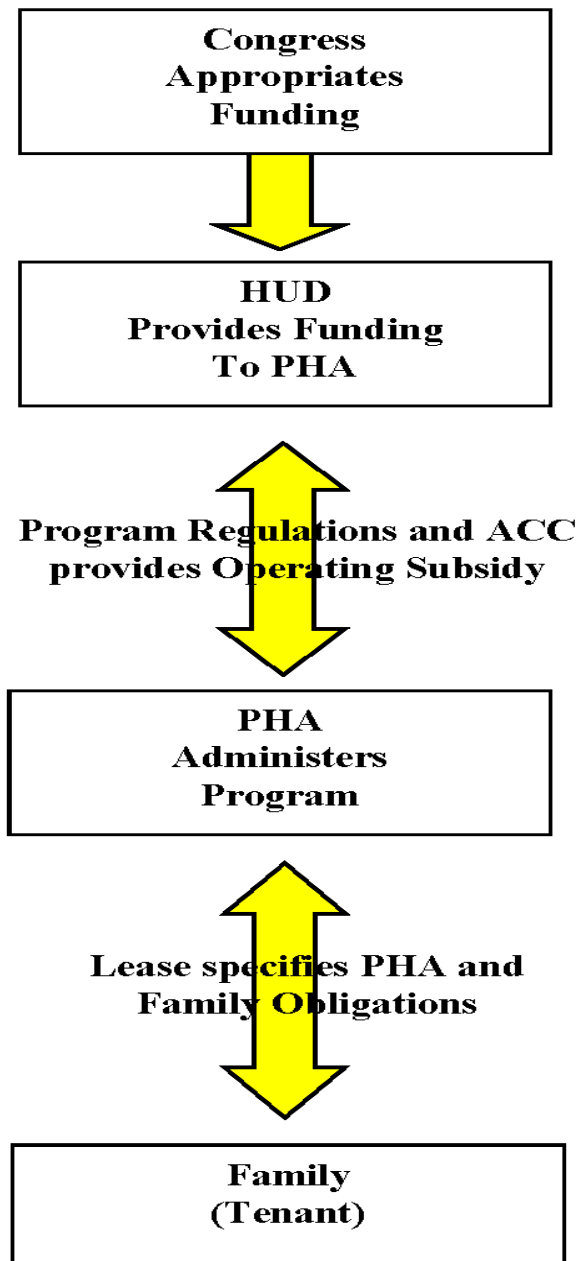 Congress
Appropriates
Funding
HUD
Provides Funding
To PHA
Program Regulations and ACC
provides Operating Subsidy
PHA
Administers
Program
Lease specifies PHA and
Family Obligations
Family
(Tenant)